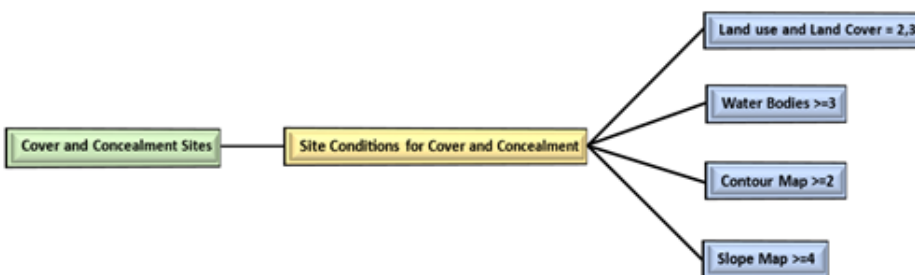 Land use and Land Cover = 2,3
Water Bodies >=3
Cover and Concealment Sites
Site Conditions for Cover and Concealment
Contour Map >=2
Slope Map >=4